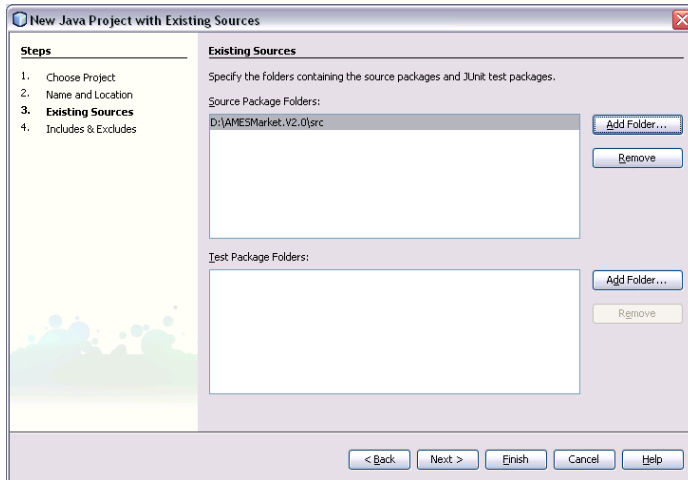 New Java Project with Existing Sources
Steps
1. Choose Project
2. Name and Location
3. Existing Sources
4. Includes & Excludes
Existing Sources
Specify the folders containing the source packages and JUnit test packages.
Source Package Folders:
D:\AMESMarket.V2.0\src
Add Folder...
Remove
Test Package Folders:
Add Folder...
Remove
< Back Next > Finish Cancel Help